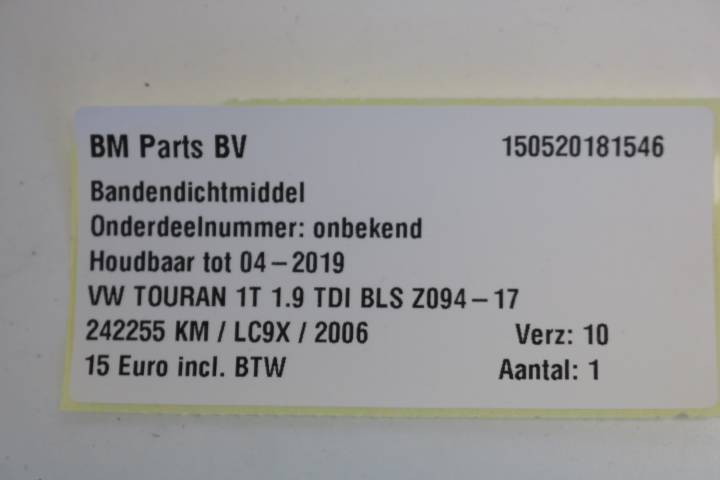 BM Parts BV 150520181546
Bandendichtmiddel
Onderdeelnummer: onbekend
Houdbaar tot 04-2019
VW TOURAN 1T 1.9 TDI BLS Z094-17
242255 KM / LC9X / 2006 Verz: 10
15 Euro incl. BTW Aantal: 1